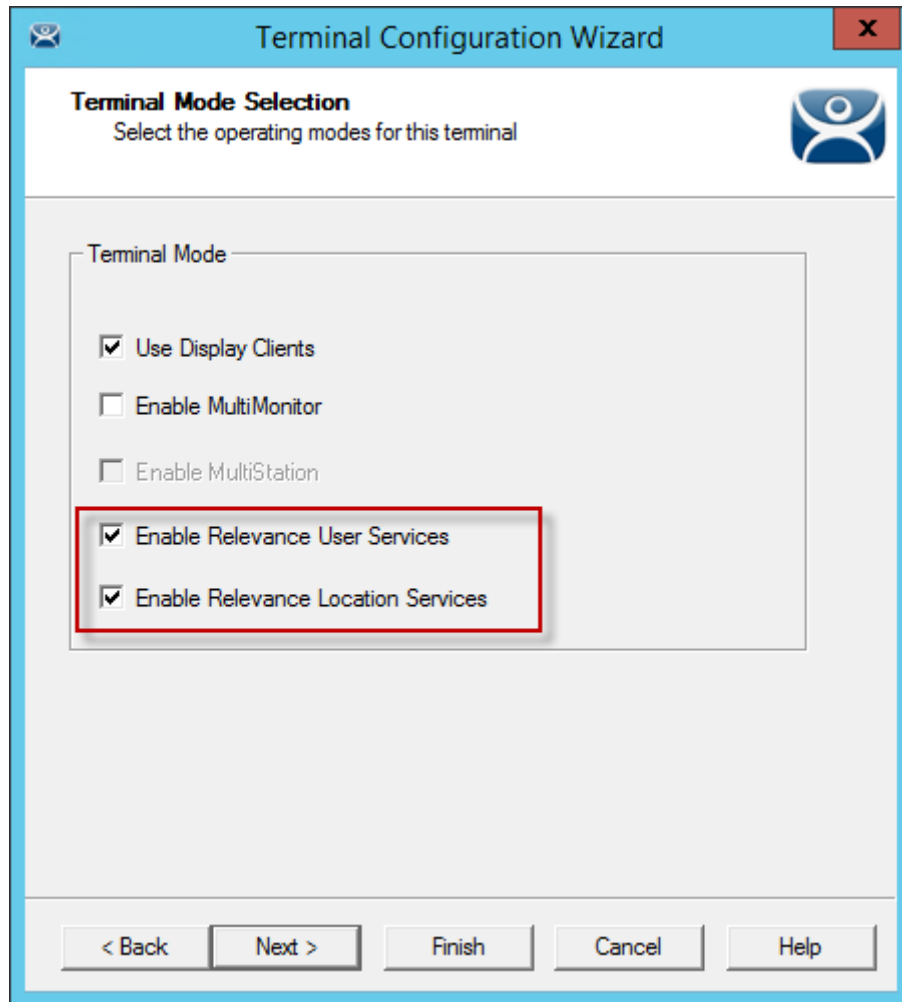 Terminal Configuration Wizard
x
Terminal Mode Selection
Select the operating modes for this terminal
Terminal Mode
Use Display Clients
Enable MultiMonitor
Enable MultiStation
Enable Relevance User Services
Enable Relevance Location Services
< Back Next > Finish Cancel Help